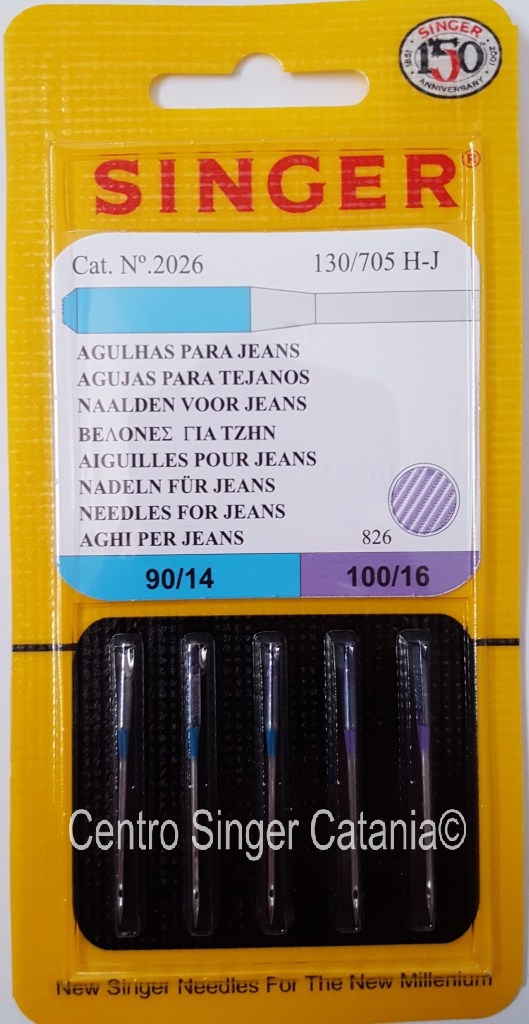 SINGER
150
1851
2001
ANNIVERSARY
SINGER®
Cat. Nº.2026 130/705 H-J
AGULHAS PARA JEANS
AGUJAS PARA TEJANOS
NAALDEN VOOR JEANS
ΒΕΛΟΝΕΣ ΓΙΑ ΤΖΗΝ
AIGUILLES POUR JEANS
NADELN FÜR JEANS
NEEDLES FOR JEANS
AGHI PER JEANS 826
90/14 100/16
Centro Singer Catania©
New Singer Needles For The New Millenium